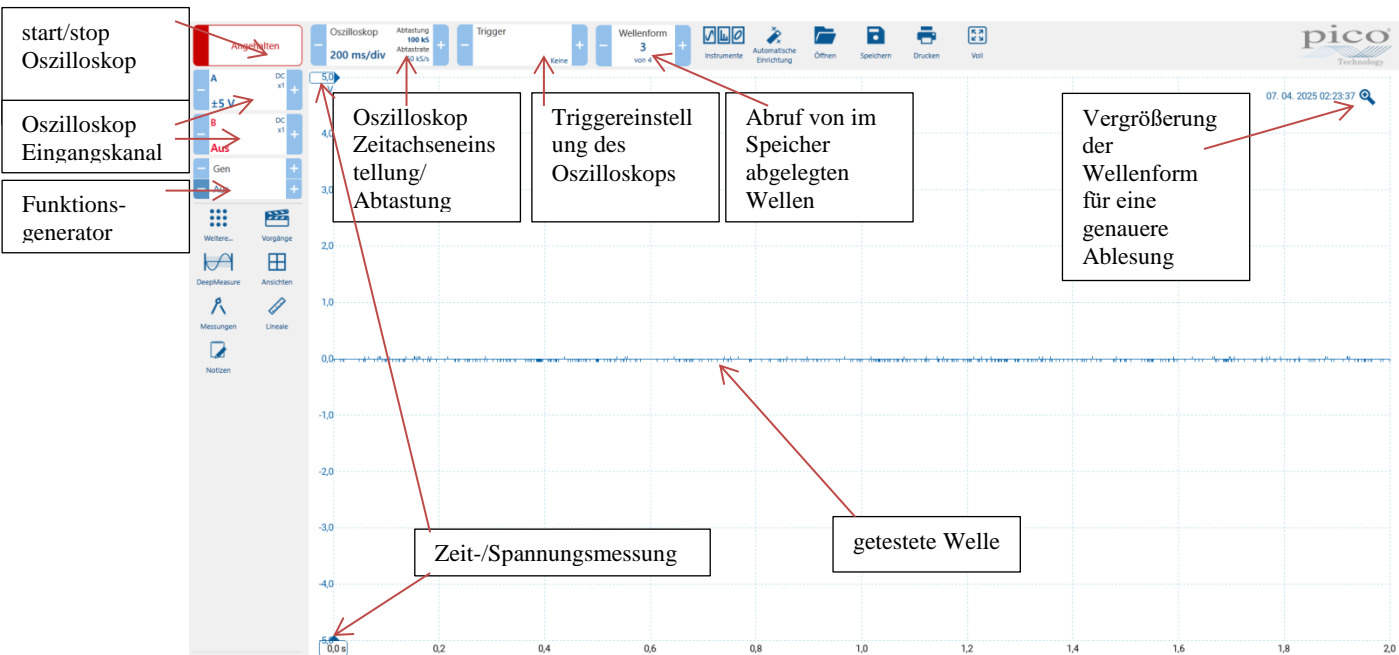 start/stop
Oszilloskop
Oszilloskop
Eingangskanal
Funktions-
generator
Angehalten
Oszilloskop
200 ms/div
Abtastung
100 kS
Abtastrate
50 kS/s
Trigger
Keine
Wellenform
3
von 4
Instrumente
Automatische
Einrichtung
Öffnen
Speichern
Drucken
Voll
pico
Technology
A
DC
x1
±5 V
B
DC
x1
Aus
Gen
Aus
Weitere...
Vorgänge
DeepMeasure
Ansichten
Messungen
Lineale
Notizen
07. 04. 2025 02:23:37
Oszilloskop
Zeitachseneins
tellung/
Abtastung
Triggereinstell
ung des
Oszilloskops
Abruf von im
Speicher
abgelegten
Wellen
Vergrößerung
der
Wellenform
für eine
genauere
Ablesung
5,0
V
4,0
3,0
2,0
1,0
0,0
-1,0
-2,0
-3,0
-4,0
-5,0
Zeit-/Spannungsmessung
getestete Welle
0,0 s
0,2
0,4
0,6
0,8
1,0
1,2
1,4
1,6
1,8
2,0